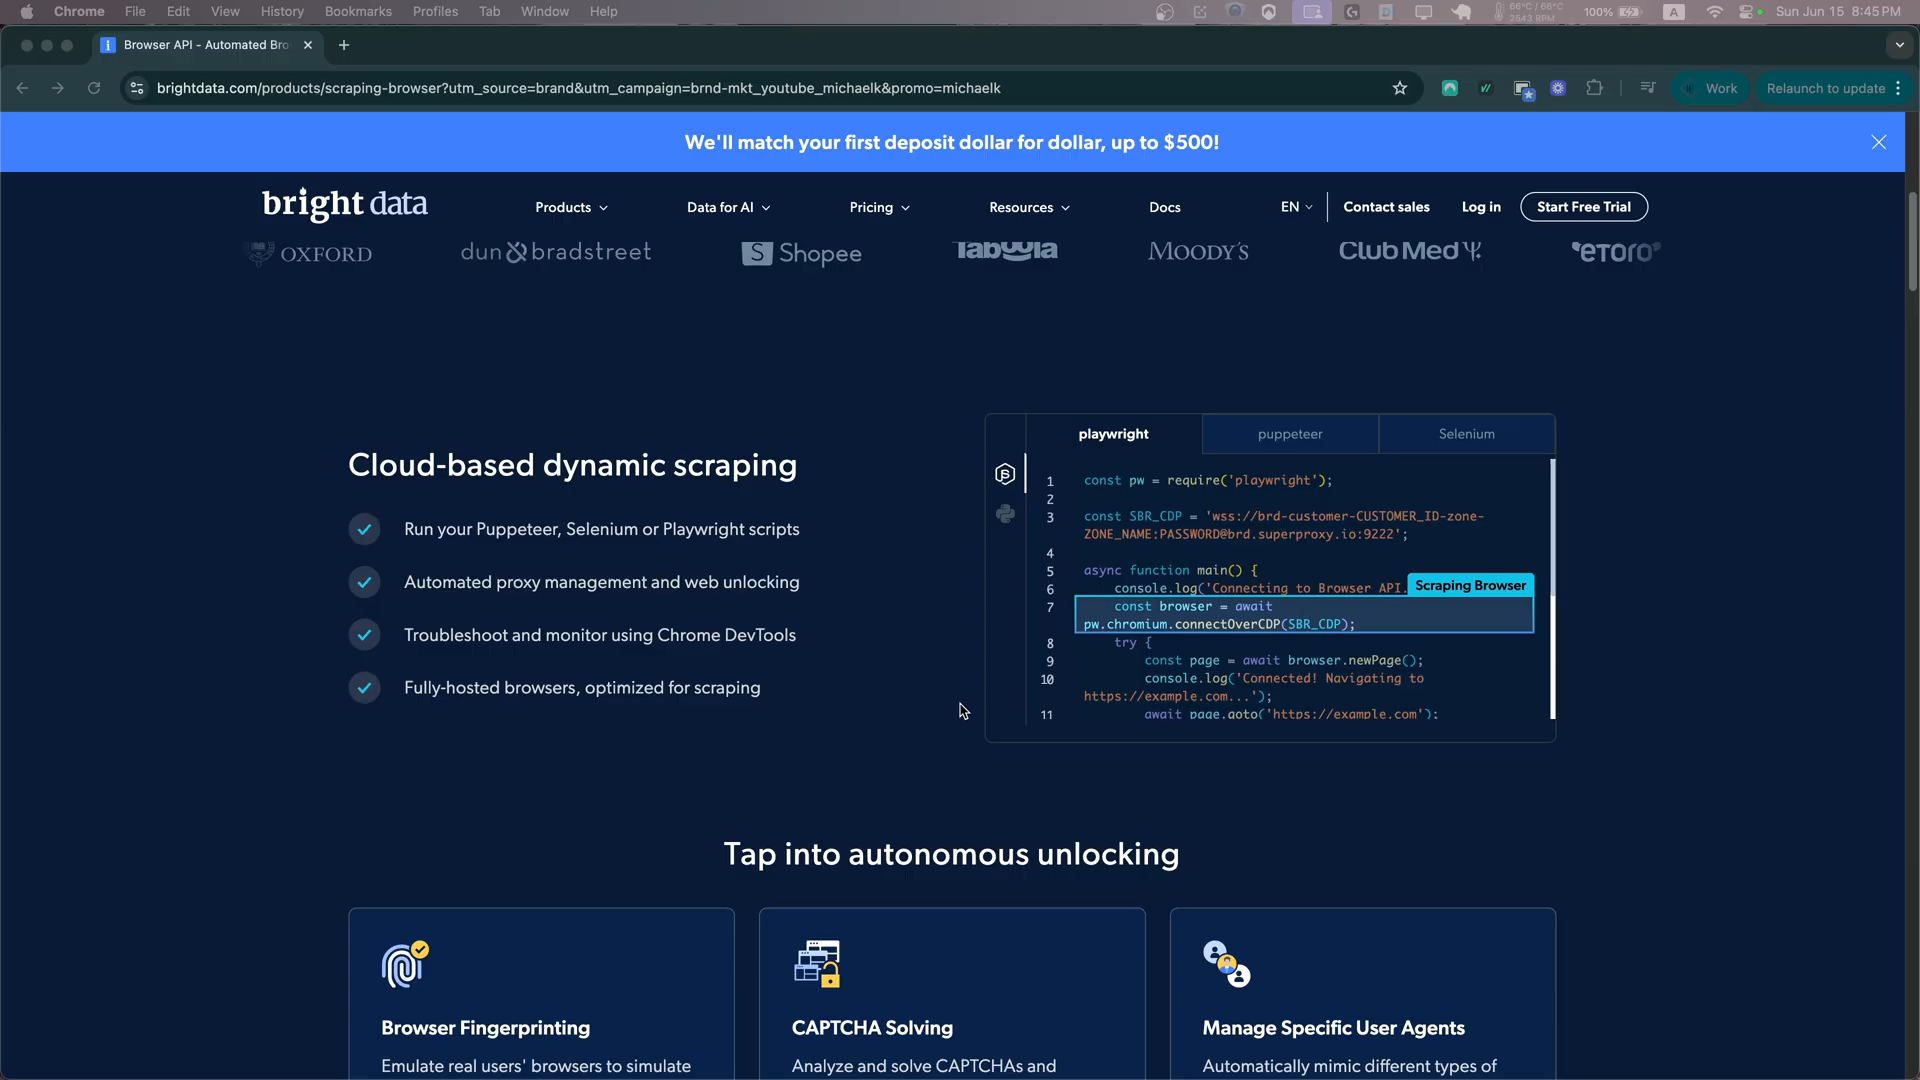 Chrome File Edit View History Bookmarks Profiles Tab Window Help
66°C / 66°C
2543 RPM
100%
A
Sun Jun 15 8:45 PM
Browser API - Automated Bro
brightdata.com/products/scraping-browser?utm_source=brand&utm_campaign=brnd-mkt_youtube_michaelk&promo=michaelk
Work
Relaunch to update
We'll match your first deposit dollar for dollar, up to $500!
bright data
Products
Data for AI
Pricing
Resources
Docs
EN
Contact sales
Log in
Start Free Trial
OXFORD
dun & bradstreet
Shopee
Taboola
MOODY'S
Club Med
eTORO
Cloud-based dynamic scraping
Run your Puppeteer, Selenium or Playwright scripts
Automated proxy management and web unlocking
Troubleshoot and monitor using Chrome DevTools
Fully-hosted browsers, optimized for scraping
playwright puppeteer Selenium
1 const pw = require('playwright');
2
3 const SBR_CDP = 'wss://brd-customer-CUSTOMER_ID-zone-
ZONE_NAME:PASSWORD@brd.superproxy.io:9222';
4
5 async function main() {
6 console.log('Connecting to Browser API.
Scraping Browser
7 const browser = await
pw.chromium.connectOverCDP(SBR_CDP);
8 try {
9 const page = await browser.newPage();
10 console.log('Connected! Navigating to
https://example.com...');
11 await page.goto('https://example.com');
Tap into autonomous unlocking
Browser Fingerprinting
Emulate real users' browsers to simulate
CAPTCHA Solving
Analyze and solve CAPTCHAs and
Manage Specific User Agents
Automatically mimic different types of